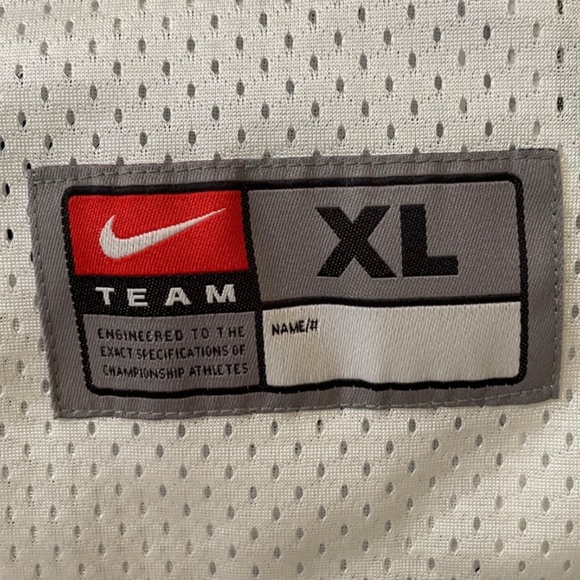 TEAM
XL
ENGINEERED TO THE
EXACT SPECIFICATIONS OF
CHAMPIONSHIP ATHLETES
NAME/#